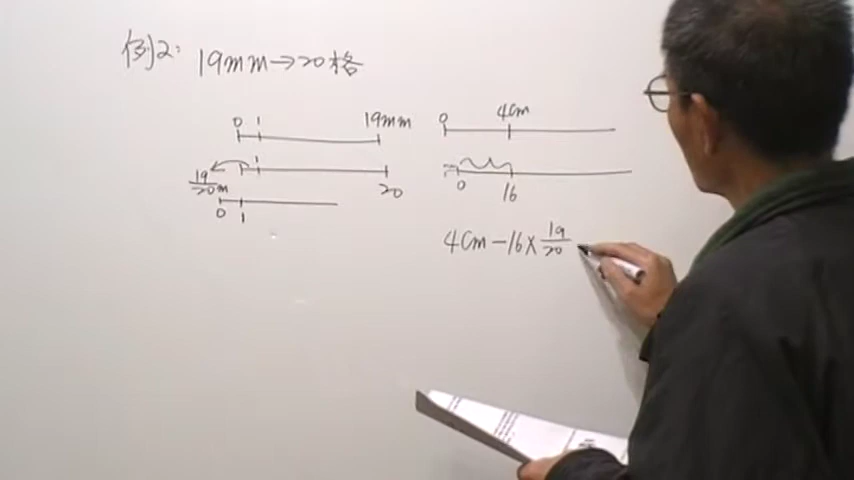 例2: 19mm→20格
0 1 19mm
1
19/20m 20
0 1
0 4cm
0 16
4cm-16×19/20